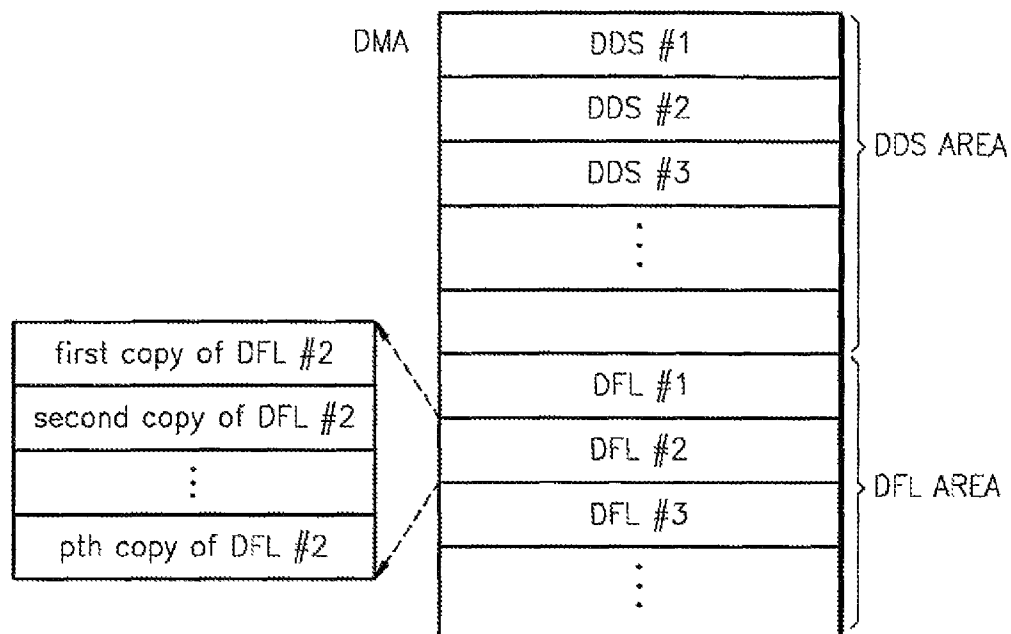 DMA
DDS #1
DDS #2
DDS #3
DDS AREA
first copy of DFL #2
second copy of DFL #2
pth copy of DFL #2
DFL #1
DFL #2
DFL #3
DFL AREA